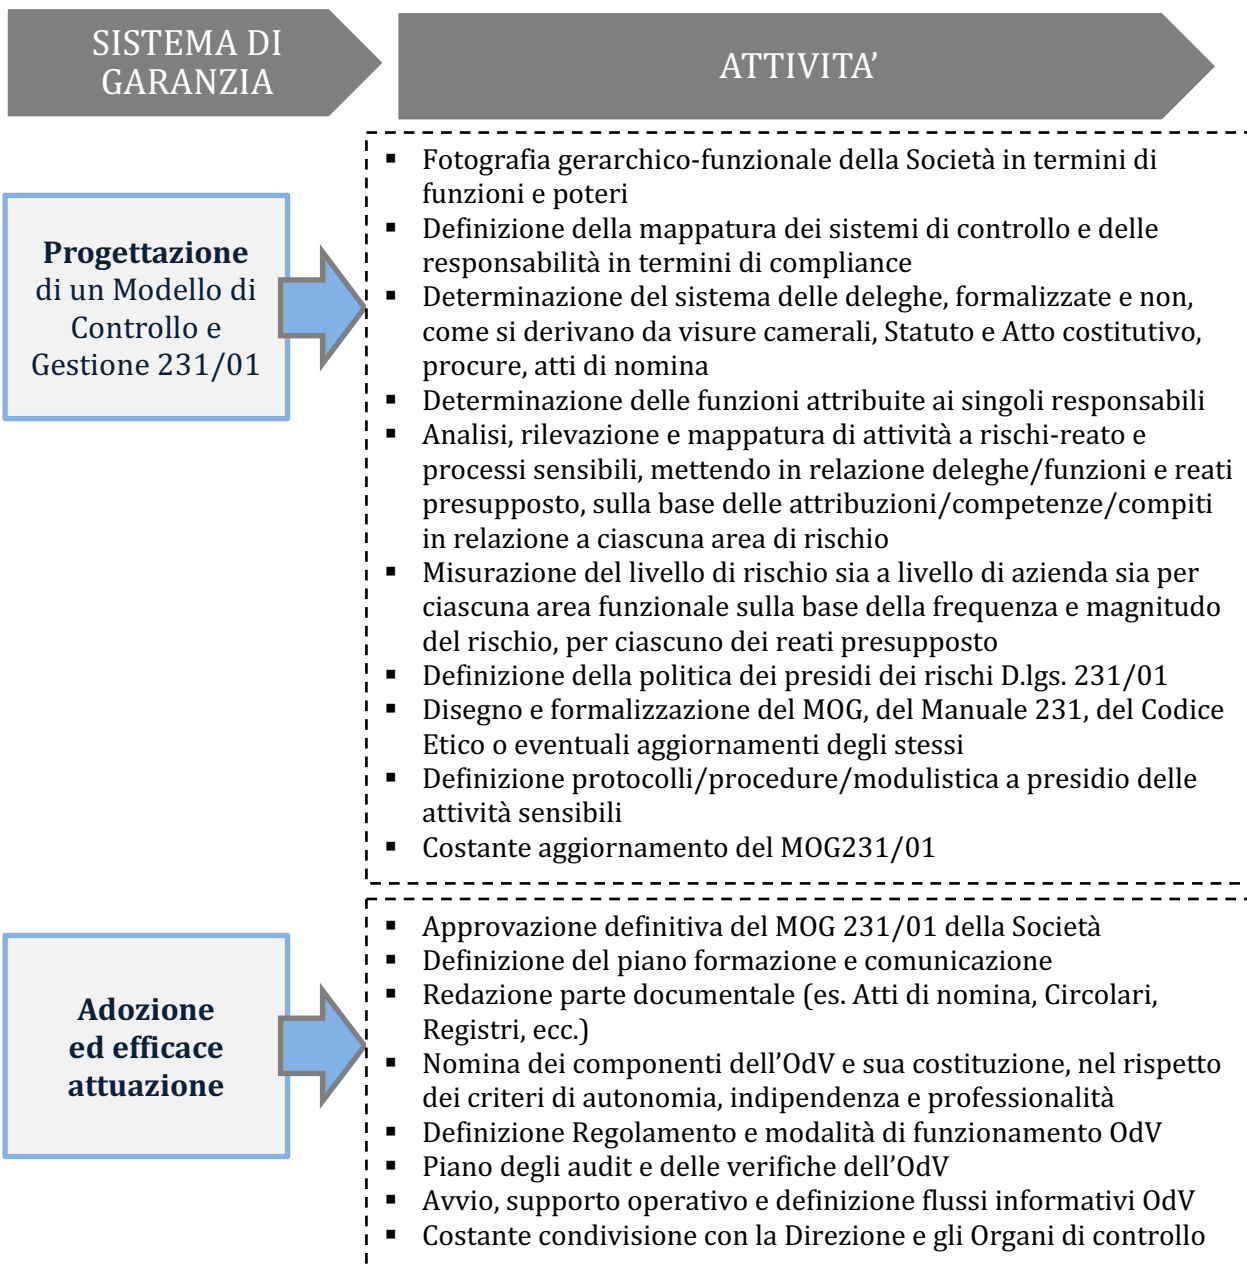 SISTEMA DI
GARANZIA
ATTIVITA’
Progettazione
di un Modello di
Controllo e
Gestione 231/01
▪ Fotografia gerarchico-funzionale della Società in termini di
funzioni e poteri
▪ Definizione della mappatura dei sistemi di controllo e delle
responsabilità in termini di compliance
▪ Determinazione del sistema delle deleghe, formalizzate e non,
come si derivano da visure camerali, Statuto e Atto costitutivo,
procure, atti di nomina
▪ Determinazione delle funzioni attribuite ai singoli responsabili
▪ Analisi, rilevazione e mappatura di attività a rischi-reato e
processi sensibili, mettendo in relazione deleghe/funzioni e reati
presupposto, sulla base delle attribuzioni/competenze/compiti
in relazione a ciascuna area di rischio
▪ Misurazione del livello di rischio sia a livello di azienda sia per
ciascuna area funzionale sulla base della frequenza e magnitudo
del rischio, per ciascuno dei reati presupposto
▪ Definizione della politica dei presidi dei rischi D.lgs. 231/01
▪ Disegno e formalizzazione del MOG, del Manuale 231, del Codice
Etico o eventuali aggiornamenti degli stessi
▪ Definizione protocolli/procedure/modulistica a presidio delle
attività sensibili
▪ Costante aggiornamento del MOG231/01
Adozione
ed efficace
attuazione
▪ Approvazione definitiva del MOG 231/01 della Società
▪ Definizione del piano formazione e comunicazione
▪ Redazione parte documentale (es. Atti di nomina, Circolari,
Registri, ecc.)
▪ Nomina dei componenti dell’OdV e sua costituzione, nel rispetto
dei criteri di autonomia, indipendenza e professionalità
▪ Definizione Regolamento e modalità di funzionamento OdV
▪ Piano degli audit e delle verifiche dell’OdV
▪ Avvio, supporto operativo e definizione flussi informativi OdV
▪ Costante condivisione con la Direzione e gli Organi di controllo